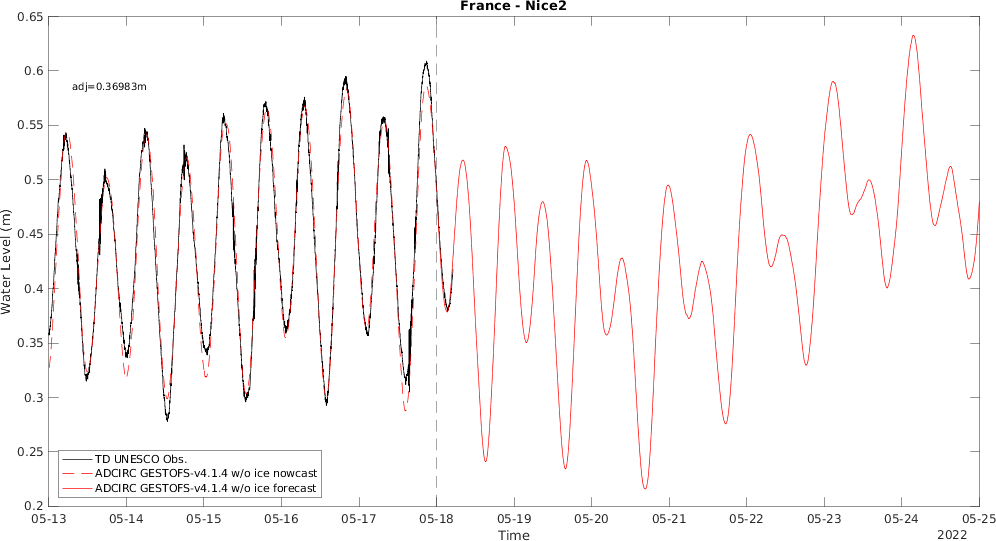 France - Nice2
adj=0.36983m
Water Level (m)
0.65
0.6
0.55
0.5
0.45
0.4
0.35
0.3
0.25
0.2
TD UNESCO Obs.
ADCIRC GESTOFS-v4.1.4 w/o ice nowcast
ADCIRC GESTOFS-v4.1.4 w/o ice forecast
05-13 05-14 05-15 05-16 05-17 05-18 05-19 05-20 05-21 05-22 05-23 05-24 05-25
Time
2022